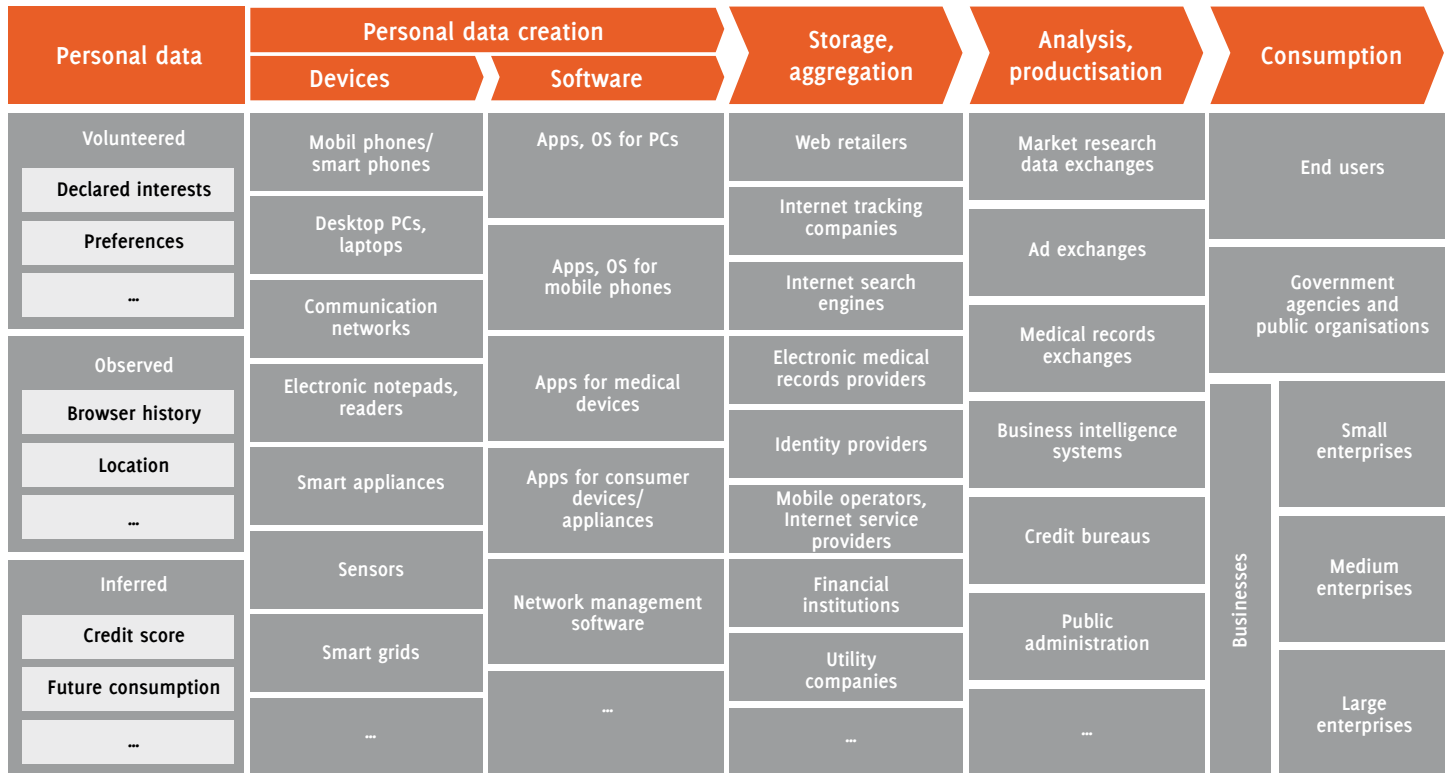 Personal data
Personal data creation
Devices
Software
Storage,
aggregation
Analysis,
productisation
Consumption
Volunteered
Declared interests
Preferences
...
Observed
Browser history
Location
...
Inferred
Credit score
Future consumption
...
Mobil phones/
smart phones
Desktop PCs,
laptops
Communication
networks
Electronic notepads,
readers
Smart appliances
Sensors
Smart grids
...
Apps, OS for PCs
Apps, OS for
mobile phones
Apps for medical
devices
Apps for consumer
devices/
appliances
Network management
software
...
Web retailers
Internet tracking
companies
Internet search
engines
Electronic medical
records providers
Identity providers
Mobile operators,
Internet service
providers
Financial
institutions
Utility
companies
...
Market research
data exchanges
Ad exchanges
Medical records
exchanges
Business intelligence
systems
Credit bureaus
Public
administration
...
End users
Government
agencies and
public organisations
Businesses
Small
enterprises
Medium
enterprises
Large
enterprises